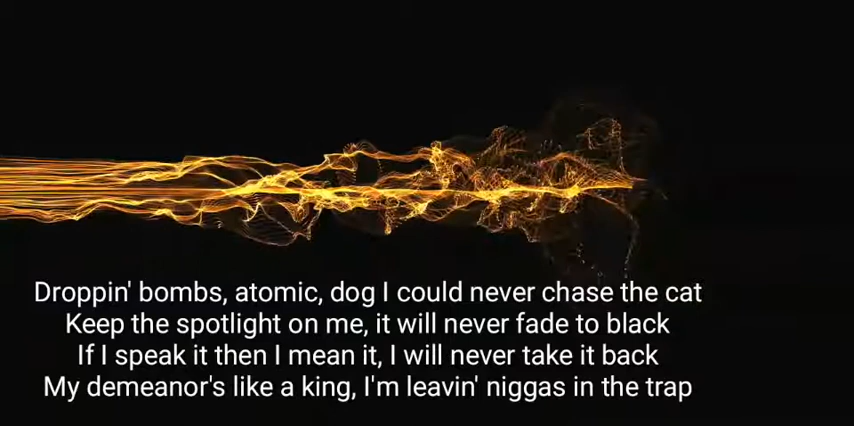 Droppin' bombs, atomic, dog I could never chase the cat
Keep the spotlight on me, it will never fade to black
If I speak it then I mean it, I will never take it back
My demeanor's like a king, I'm leavin' niggas in the trap